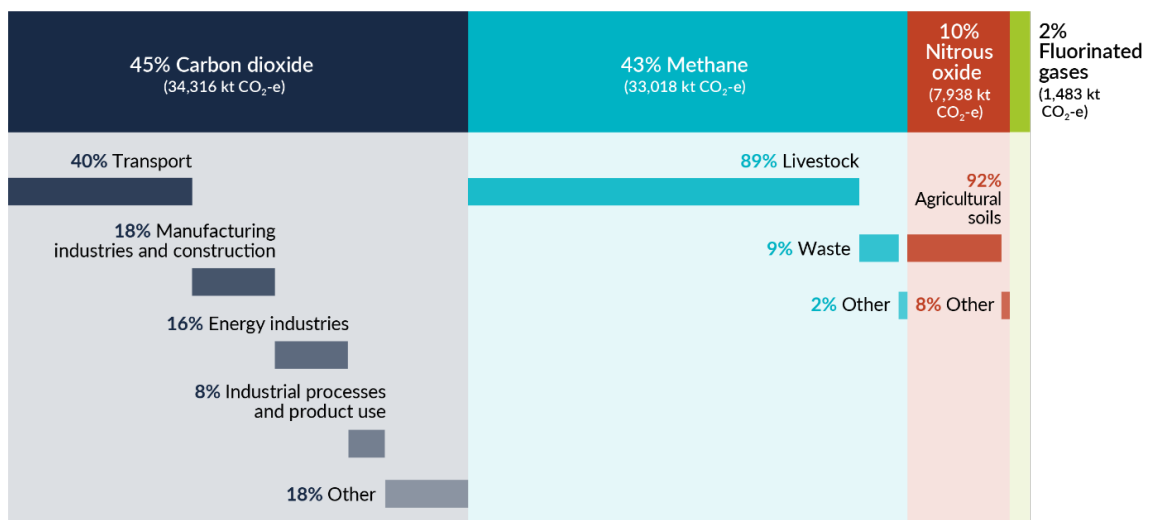 45% Carbon dioxide
(34,316 kt CO₂-e)
43% Methane
(33,018 kt CO₂-e)
10%
Nitrous
oxide
(7,938 kt
CO₂-e)
2%
Fluorinated
gases
(1,483 kt
CO₂-e)
40% Transport
18% Manufacturing
industries and construction
16% Energy industries
8% Industrial processes
and product use
18% Other
89% Livestock
9% Waste
2% Other
92%
Agricultural
soils
8% Other